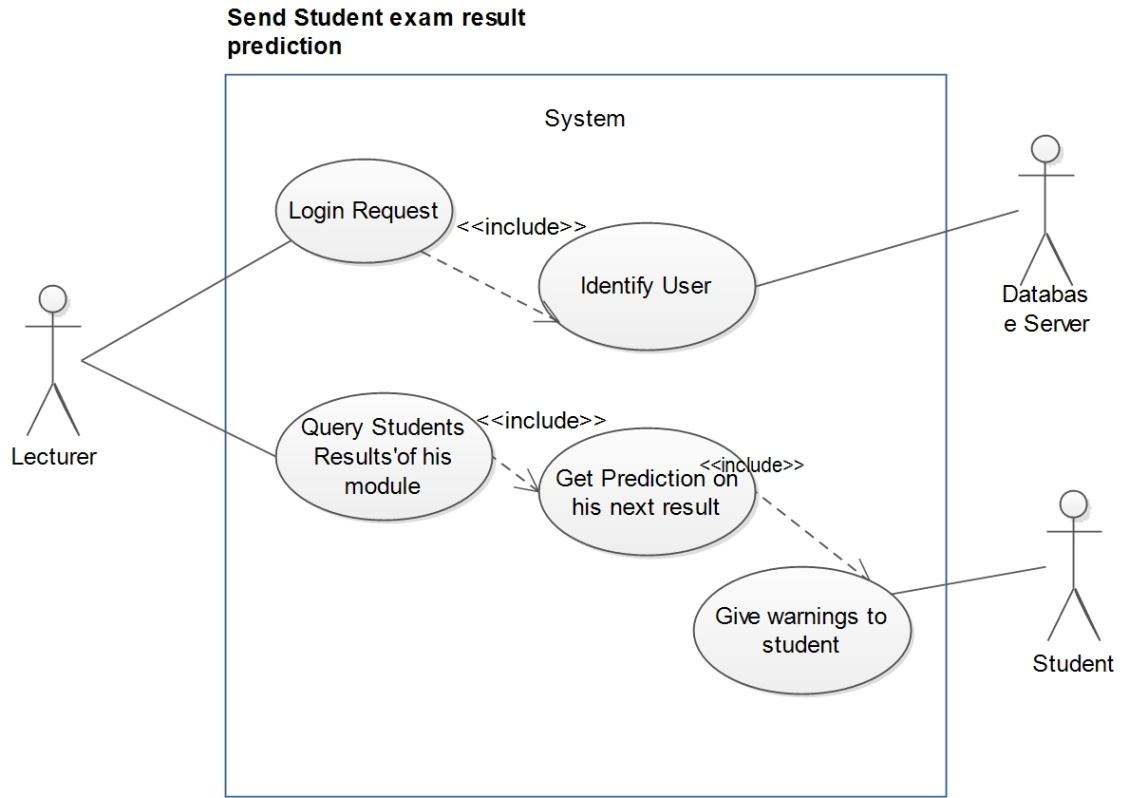 Send Student exam result
prediction
System
Login Request
<<include>>
Identify User
Databas
e Server
Lecturer
Query Students
Results'of his
module
<<include>>
Get Prediction on
his next result
<<include>>
Give warnings to
student
Student